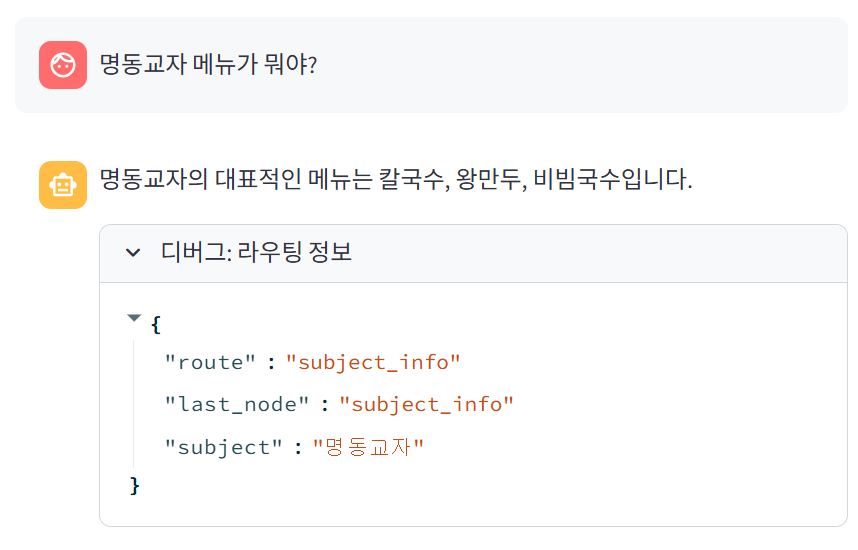 명동교자 메뉴가 뭐야?
명동교자의 대표적인 메뉴는 칼국수, 왕만두, 비빔국수입니다.
디버그: 라우팅 정보
{
"route" : "subject_info"
"last_node" : "subject_info"
"subject" : "명동교자"
}